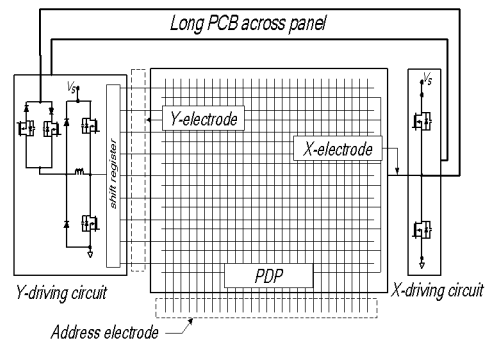 Long PCB across panel
Vs
Vs
Y-electrode
X-electrode
shift register
PDP
Y-driving circuit
X-driving circuit
Address electrode